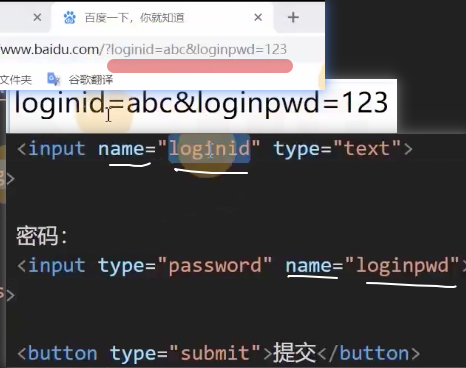 百度一下，你就知道
www.baidu.com/?loginid=abc&loginpwd=123
文件夹 谷歌翻译
loginid=abc&loginpwd=123
<input name="loginid" type="text">
>
密码：
<input type="password" name="loginpwd">
>
<button type="submit">提交</button>